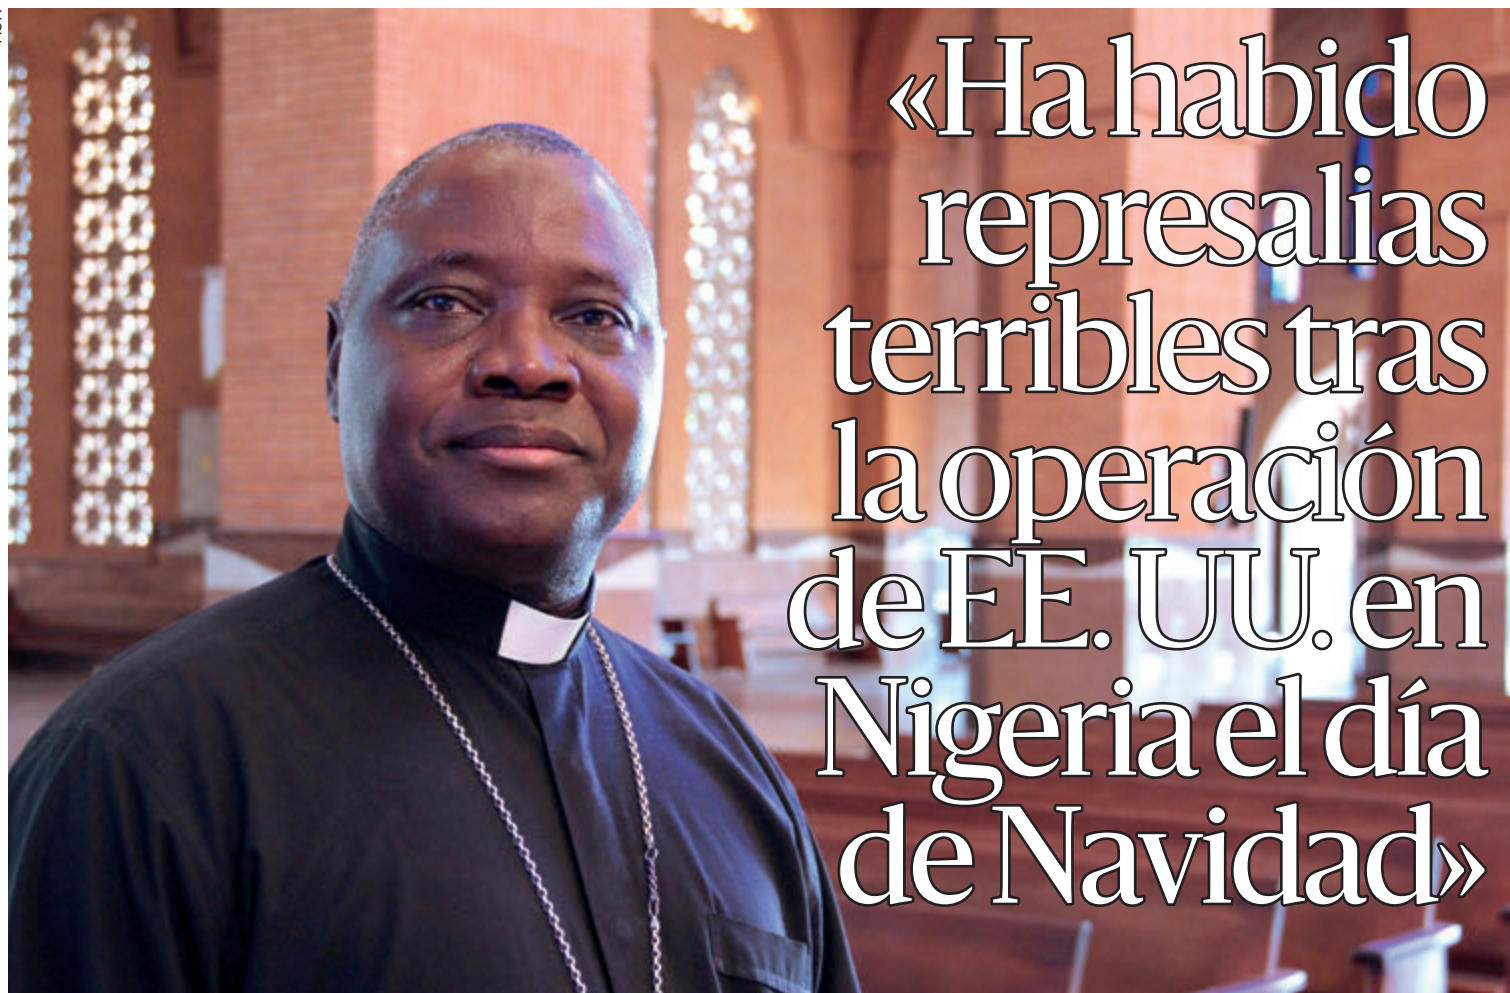 «Ha habido
represalias
terribles tras
la operación
de EE. UU. en
Nigeria el día
de Navidad»